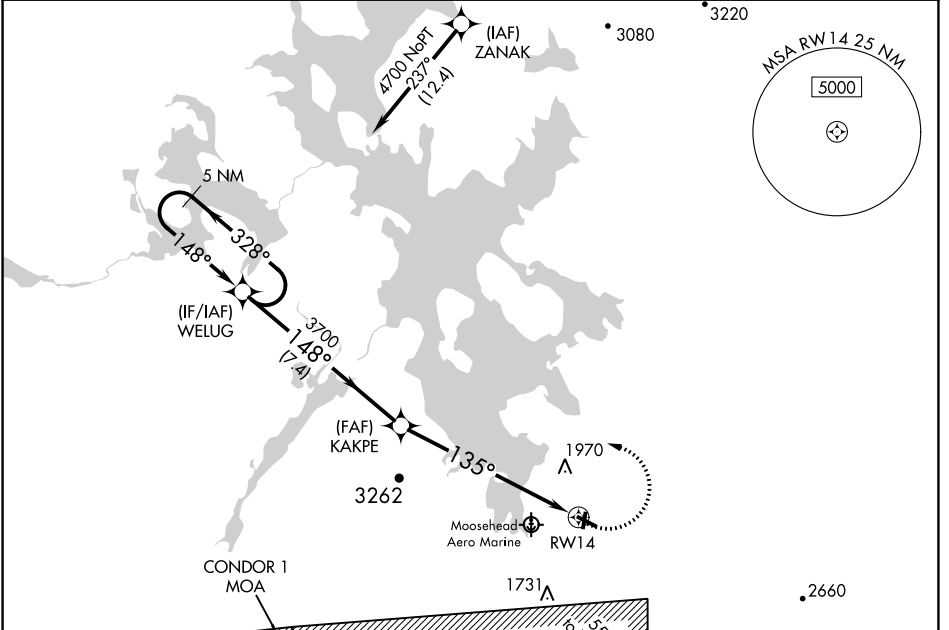 3220
3080
(IAF)
ZANAK
4700 NoPT
237°
(12.4)
MSA RW14 25 NM
5000
5 NM
328°
148°
(IF/IAF)
WELUG
3700
148°
(7.4)
(FAF)
KAKPE
135°
1970
3262
Moosehead
Aero Marine
RW14
CONDOR 1
MOA
1731
2660